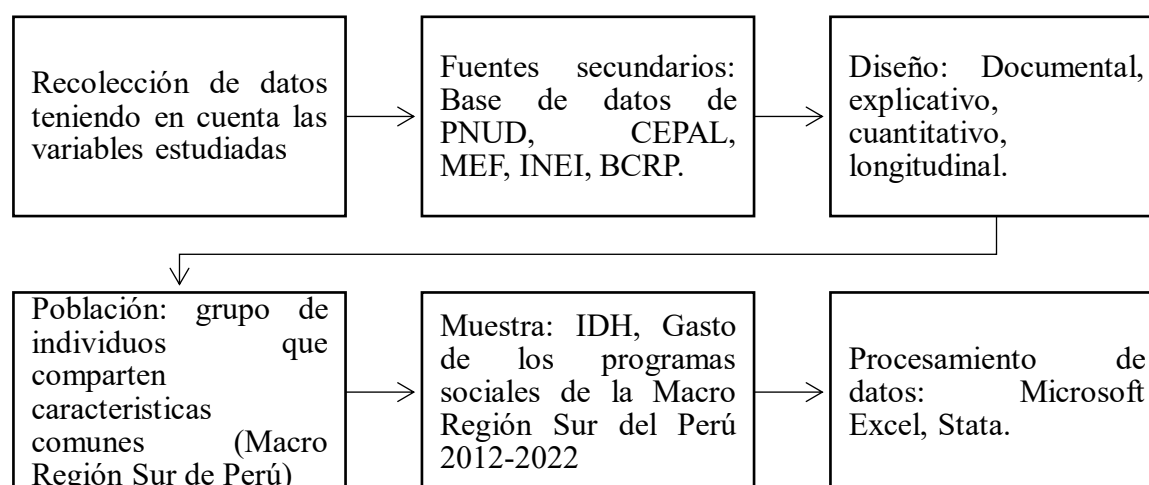 Recolección de datos
teniendo en cuenta las
variables estudiadas
Fuentes secundarios:
Base de datos de
PNUD, CEPAL,
MEF, INEI, BCRP.
Diseño: Documental,
explicativo,
cuantitativo,
longitudinal.
Población: grupo de
individuos que
comparten
caracteristicas
comunes (Macro
Región Sur de Perú)
Muestra: IDH, Gasto
de los programas
sociales de la Macro
Región Sur del Perú
2012-2022
Procesamiento de
datos: Microsoft
Excel, Stata.